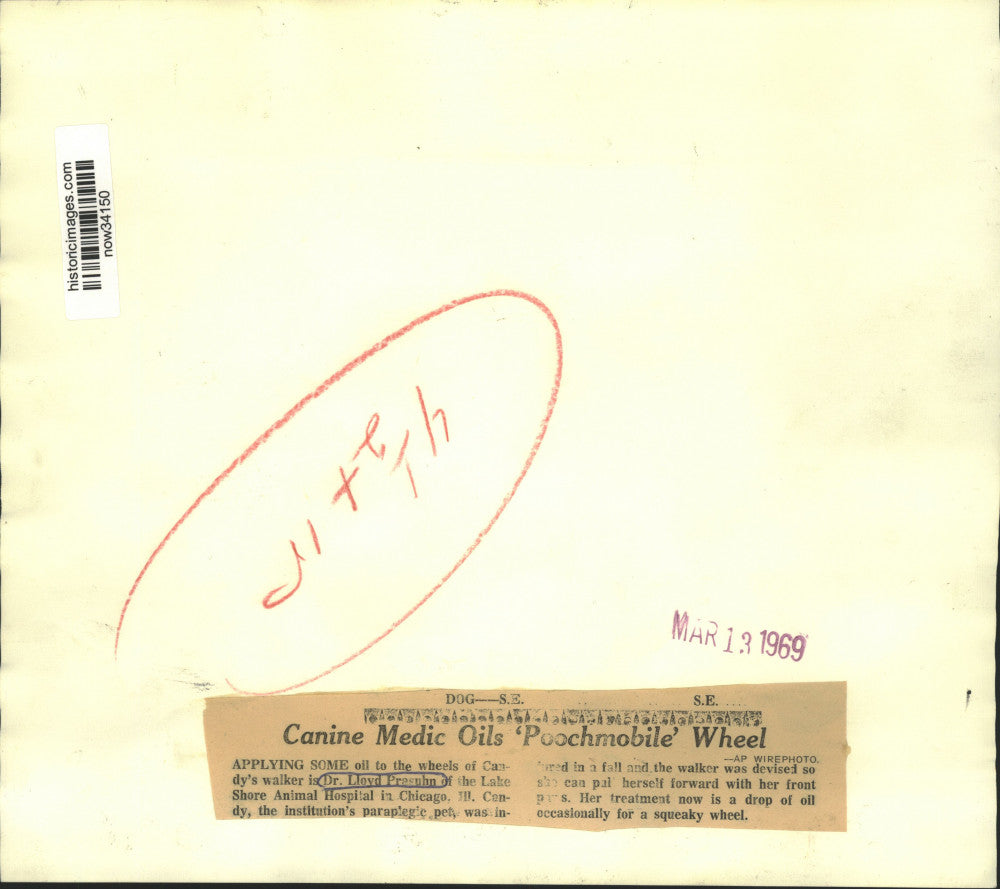 historicimages.com
now34150
MAR 13 1969
DOG—S.E. S.E.
Canine Medic Oils 'Poochmobile' Wheel
—AP WIREPHOTO.
APPLYING SOME oil to the wheels of Can-
dy's walker is Dr. Lloyd Prasuhn of the Lake
Shore Animal Hospital in Chicago, Ill. Can-
dy, the institution's paraplegic pet, was in-
jured in a fall and the walker was devised so
she can pull herself forward with her front
paws. Her treatment now is a drop of oil
occasionally for a squeaky wheel.